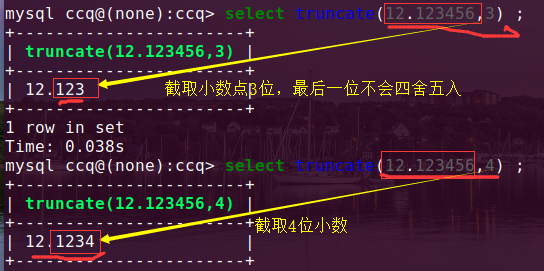 mysql ccq@(none):ccq> select truncate(12.123456,3) ;
+-----------------------+
| truncate(12.123456,3) |
+-----------------------+
| 12.123
截取小数点3位，最后一位不会四舍五入
+-----------------------+
1 row in set
Time: 0.038s
mysql ccq@(none):ccq> select truncate(12.123456,4) ;
+-----------------------+
| truncate(12.123456,4) |
+-----------------------+
| 12.1234
截取4位小数
+-----------------------+